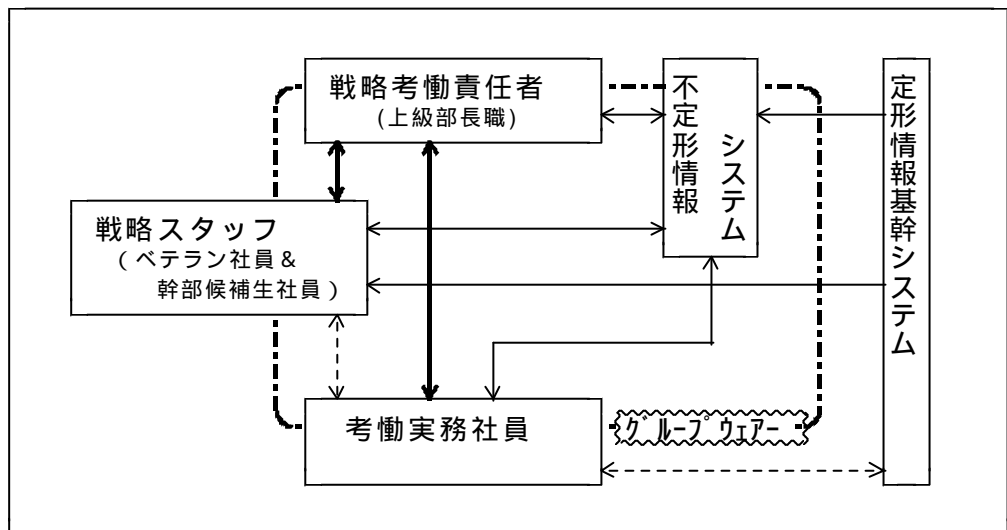 戦略考働責任者
(上級部長職)
不定形情報
システム
定形情報基幹システム
戦略スタッフ
（ベテラン社員＆
幹部候補生社員）
考働実務社員
ｸﾞﾙｰﾌﾟｳｪｱｰ